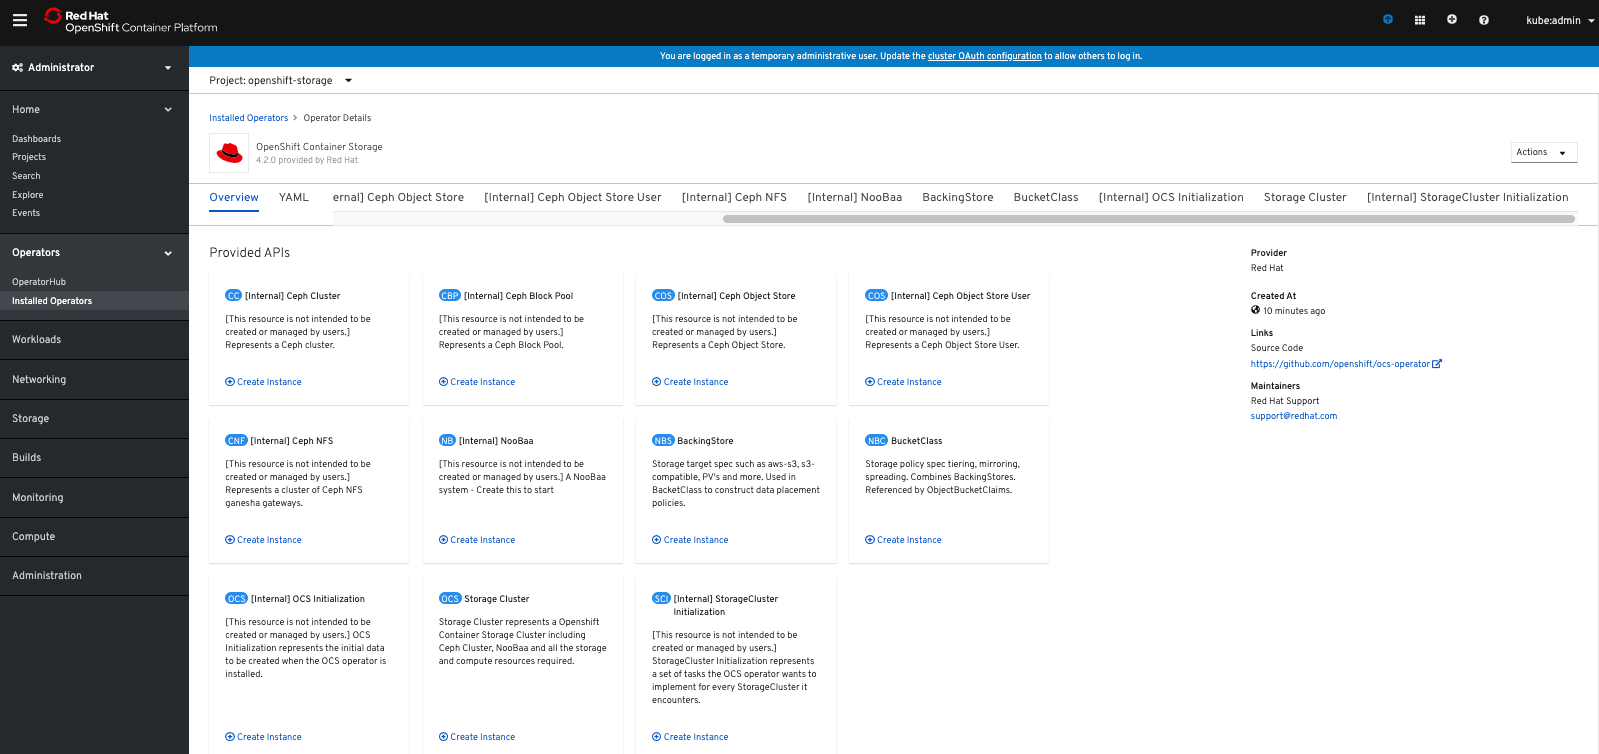 Red Hat
OpenShift Container Platform
kube:admin
You are logged in as a temporary administrative user. Update the cluster OAuth configuration to allow others to log in.
Administrator
Home
Dashboards
Projects
Search
Explore
Events
Operators
OperatorHub
Installed Operators
Workloads
Networking
Storage
Builds
Monitoring
Compute
Administration
Project: openshift-storage
Installed Operators > Operator Details
OpenShift Container Storage
4.2.0 provided by Red Hat
Actions
Overview YAML ernal] Ceph Object Store [Internal] Ceph Object Store User [Internal] Ceph NFS [Internal] NooBaa BackingStore BucketClass [Internal] OCS Initialization Storage Cluster [Internal] StorageCluster Initialization
Provided APIs
CC [Internal] Ceph Cluster
[This resource is not intended to be
created or managed by users.]
Represents a Ceph cluster.
Create Instance
CBP [Internal] Ceph Block Pool
[This resource is not intended to be
created or managed by users.]
Represents a Ceph Block Pool.
Create Instance
COS [Internal] Ceph Object Store
[This resource is not intended to be
created or managed by users.]
Represents a Ceph Object Store.
Create Instance
COS [Internal] Ceph Object Store User
[This resource is not intended to be
created or managed by users.]
Represents a Ceph Object Store User.
Create Instance
CNF [Internal] Ceph NFS
[This resource is not intended to be
created or managed by users.]
Represents a cluster of Ceph NFS
ganesha gateways.
Create Instance
NB [Internal] NooBaa
[This resource is not intended to be
created or managed by users.] A NooBaa
system - Create this to start
Create Instance
NBS BackingStore
Storage target spec such as aws-s3, s3-
compatible, PV's and more. Used in
BacketClass to construct data placement
policies.
Create Instance
NBC BucketClass
Storage policy spec tiering, mirroring,
spreading. Combines BackingStores.
Referenced by ObjectBucketClaims.
Create Instance
OCS [Internal] OCS Initialization
[This resource is not intended to be
created or managed by users.] OCS
Initialization represents the initial data
to be created when the OCS operator is
installed.
Create Instance
OCS Storage Cluster
Storage Cluster represents a Openshift
Container Storage Cluster including
Ceph Cluster, NooBaa and all the storage
and compute resources required.
Create Instance
SCI [Internal] StorageCluster
Initialization
[This resource is not intended to be
created or managed by users.]
StorageCluster Initialization represents
a set of tasks the OCS operator wants to
implement for every StorageCluster it
encounters.
Create Instance
Provider
Red Hat
Created At
10 minutes ago
Links
Source Code
https://github.com/openshift/ocs-operator
Maintainers
Red Hat Support
support@redhat.com